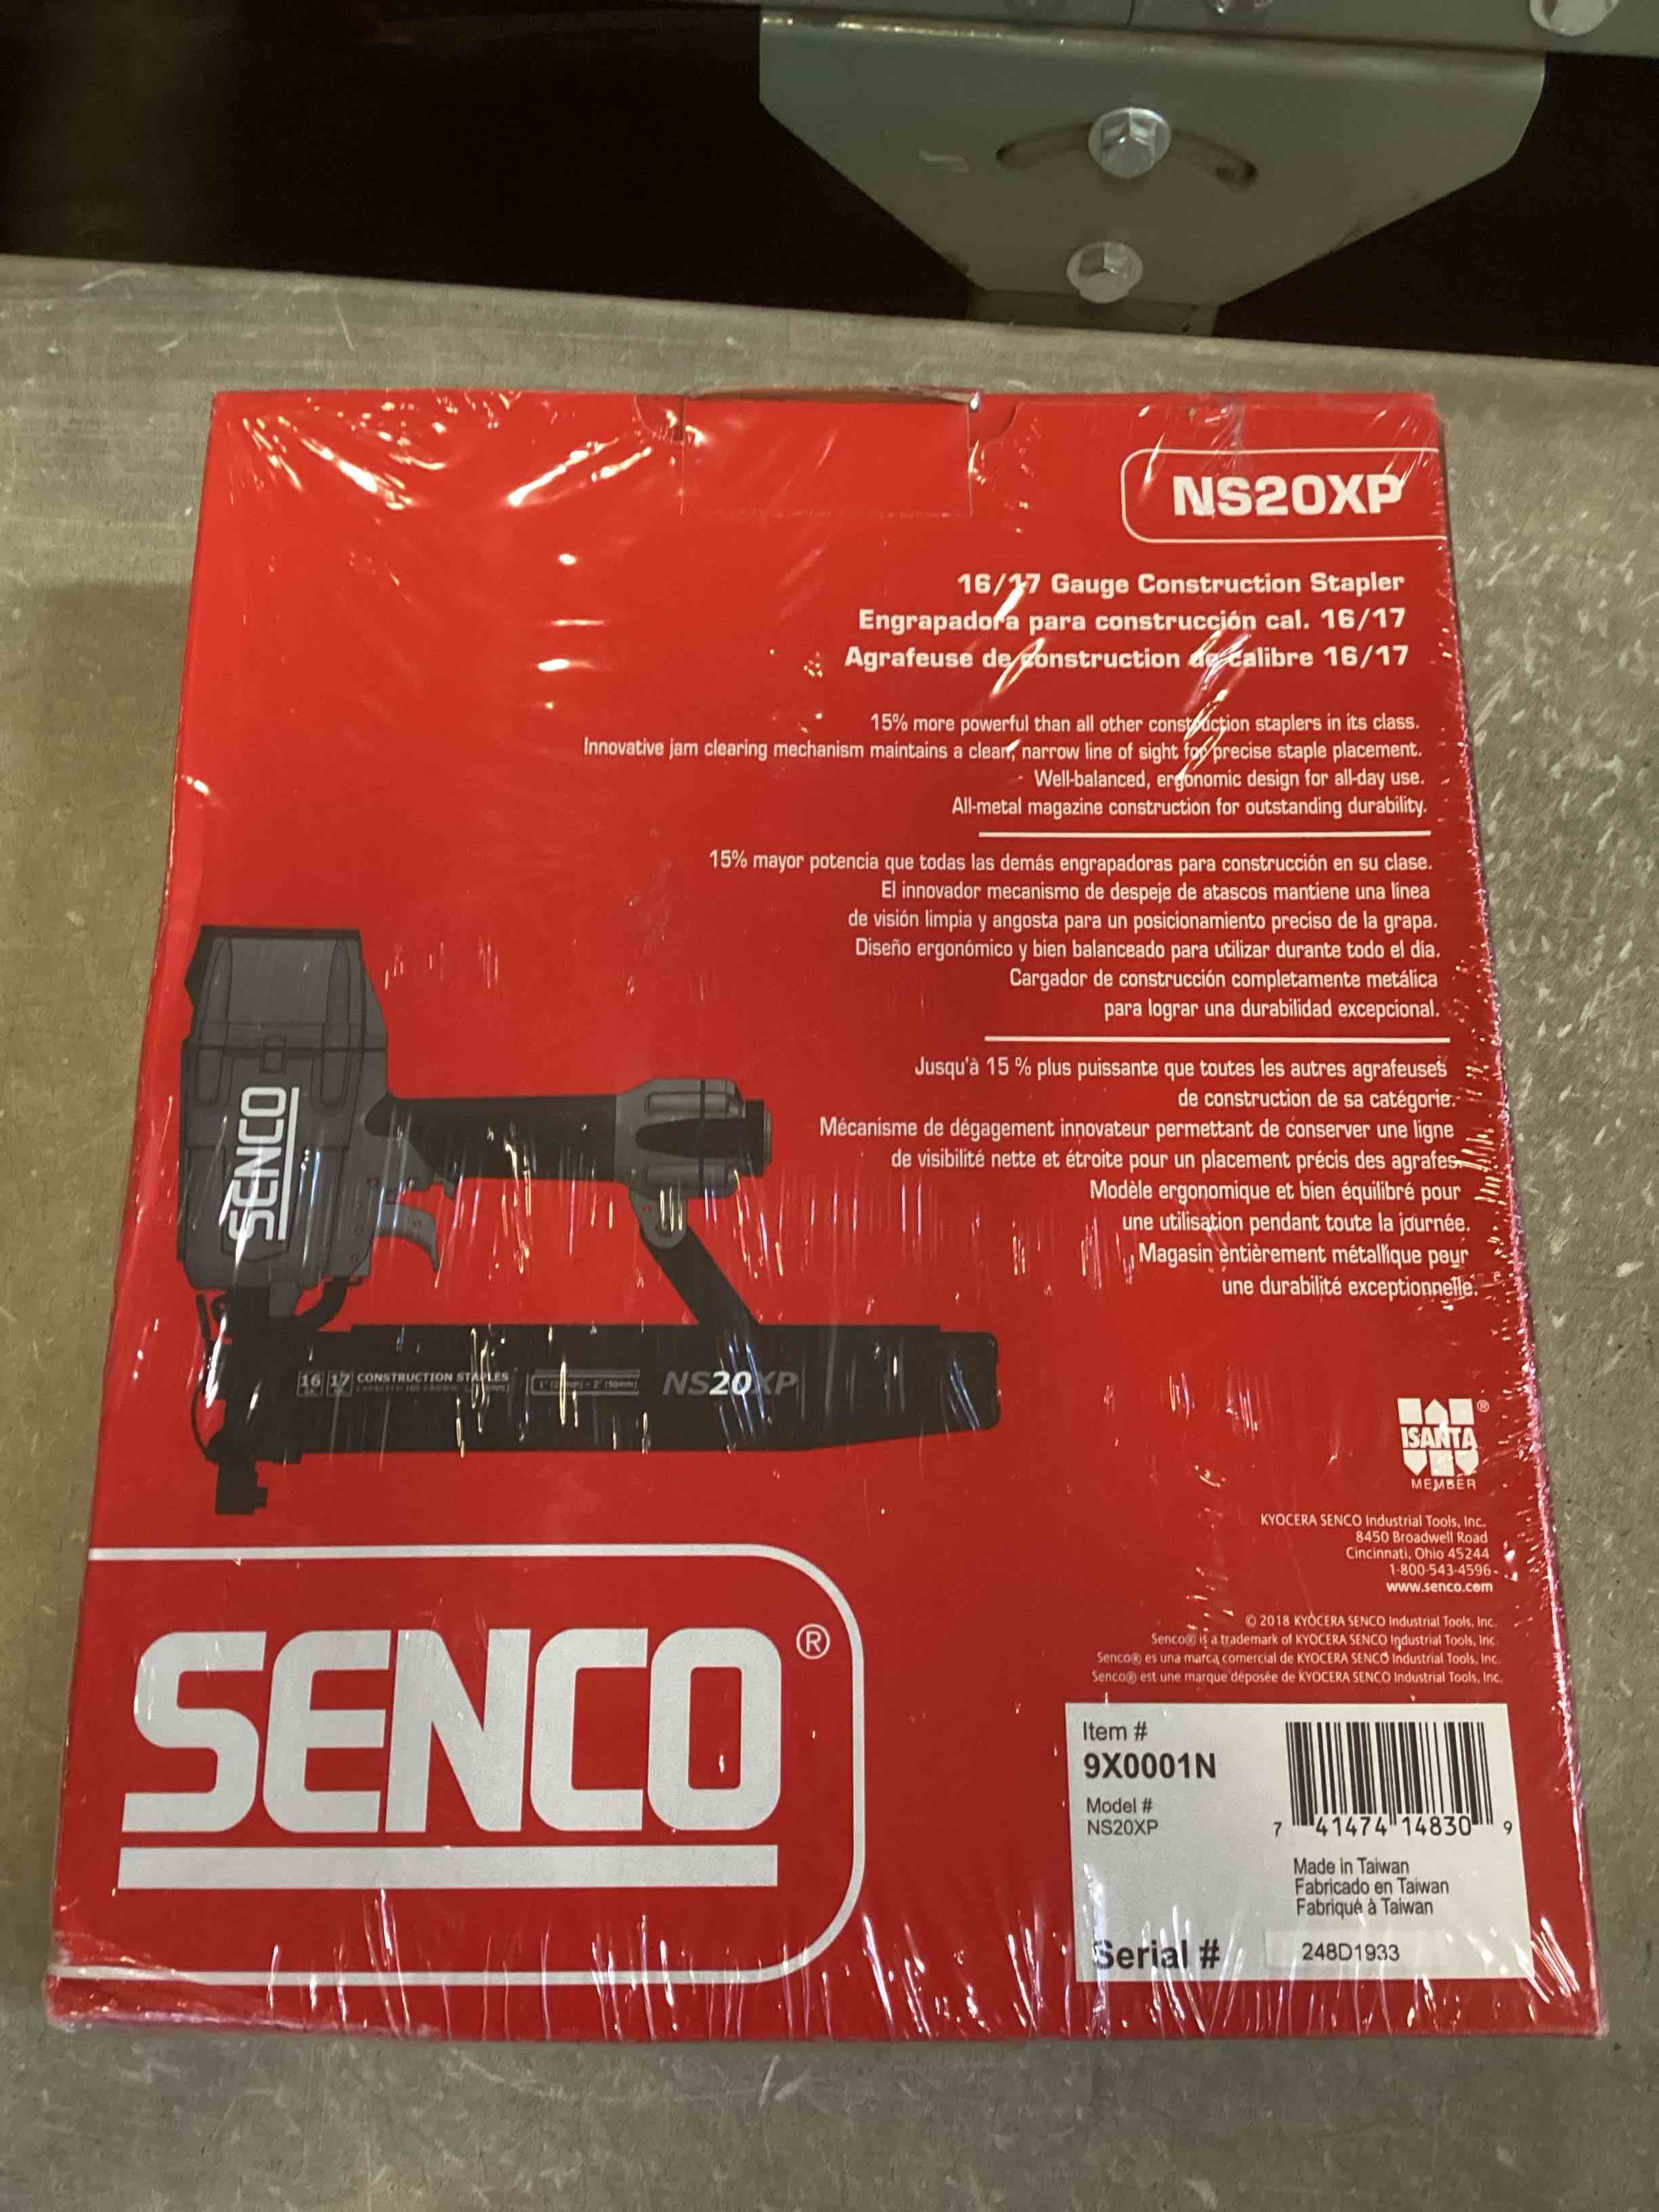 NS20XP
16/17 Gauge Construction Stapler
Engrapadora para construcción cal. 16/17
Agrafeuse de construction de calibre 16/17
15% more powerful than all other construction staplers in its class.
Innovative jam clearing mechanism maintains a clear, narrow line of sight for precise staple placement.
Well-balanced, ergonomic design for all-day use.
All-metal magazine construction for outstanding durability.
15% mayor potencia que todas las demás engrapadoras para construcción en su clase.
El innovador mecanismo de despeje de atascos mantiene una línea
de visión limpia y angosta para un posicionamiento preciso de la grapa.
Diseño ergonómico y bien balanceado para utilizar durante todo el día.
Cargador de construcción completamente metálica
para lograr una durabilidad excepcional.
Jusqu'à 15 % plus puissante que toutes les autres agrafeuses
de construction de sa catégorie.
Mécanisme de dégagement innovateur permettant de conserver une ligne
de visibilité nette et étroite pour un placement précis des agrafes.
Modèle ergonomique et bien équilibré pour
une utilisation pendant toute la journée.
Magasin entièrement métallique pour
une durabilité exceptionnelle.
SENCO
16 17 CONSTRUCTION STAPLES
NS20XP
ISANTA®
MEMBER
KYOCERA SENCO Industrial Tools, Inc.
8450 Broadwell Road
Cincinnati, Ohio 45244
1-800-543-4596
www.senco.com
© 2018 KYOCERA SENCO Industrial Tools, Inc.
Senco® is a trademark of KYOCERA SENCO Industrial Tools, Inc.
Senco® es una marca comercial de KYOCERA SENCO Industrial Tools, Inc.
Senco® est une marque déposée de KYOCERA SENCO Industrial Tools, Inc.
SENCO®
Item #
9X0001N
Model #
NS20XP
7 41474 14830 9
Made in Taiwan
Fabricado en Taiwan
Fabriqué à Taiwan
Serial # 248D1933